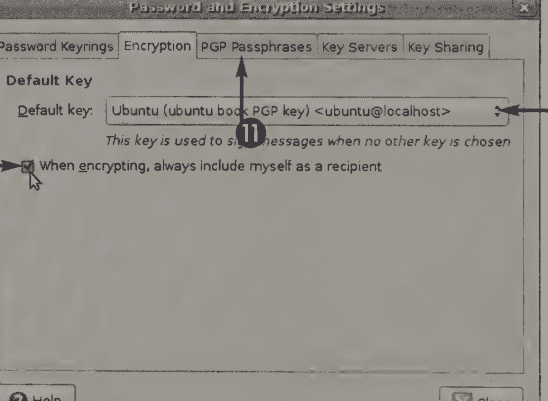 Password and Encryption Settings
Password Keyrings Encryption PGP Passphrases Key Servers Key Sharing
Default Key
Default key: Ubuntu (ubuntu book PGP key) <ubuntu@localhost>
This key is used to sign messages when no other key is chosen
11
When encrypting, always include myself as a recipient
Help